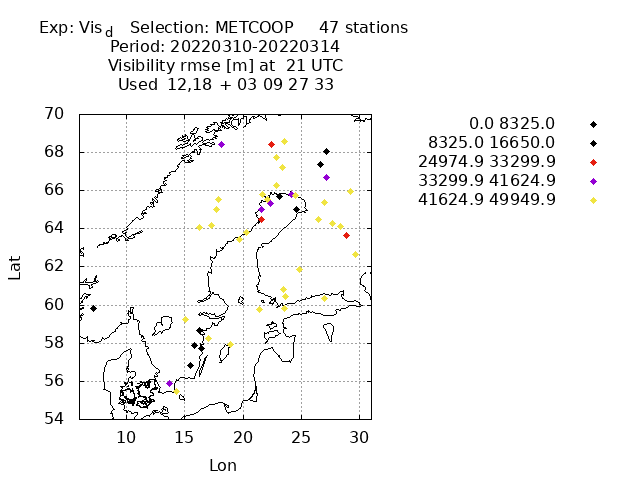 Exp: Vis_d Selection: METCOOP 47 stations
Period: 20220310-20220314
Visibility rmse [m] at 21 UTC
Used 12,18 + 03 09 27 33
0.0 8325.0
8325.0 16650.0
24974.9 33299.9
33299.9 41624.9
41624.9 49949.9
70
68
66
64
62
60
58
56
54
Lat
10 15 20 25 30
Lon